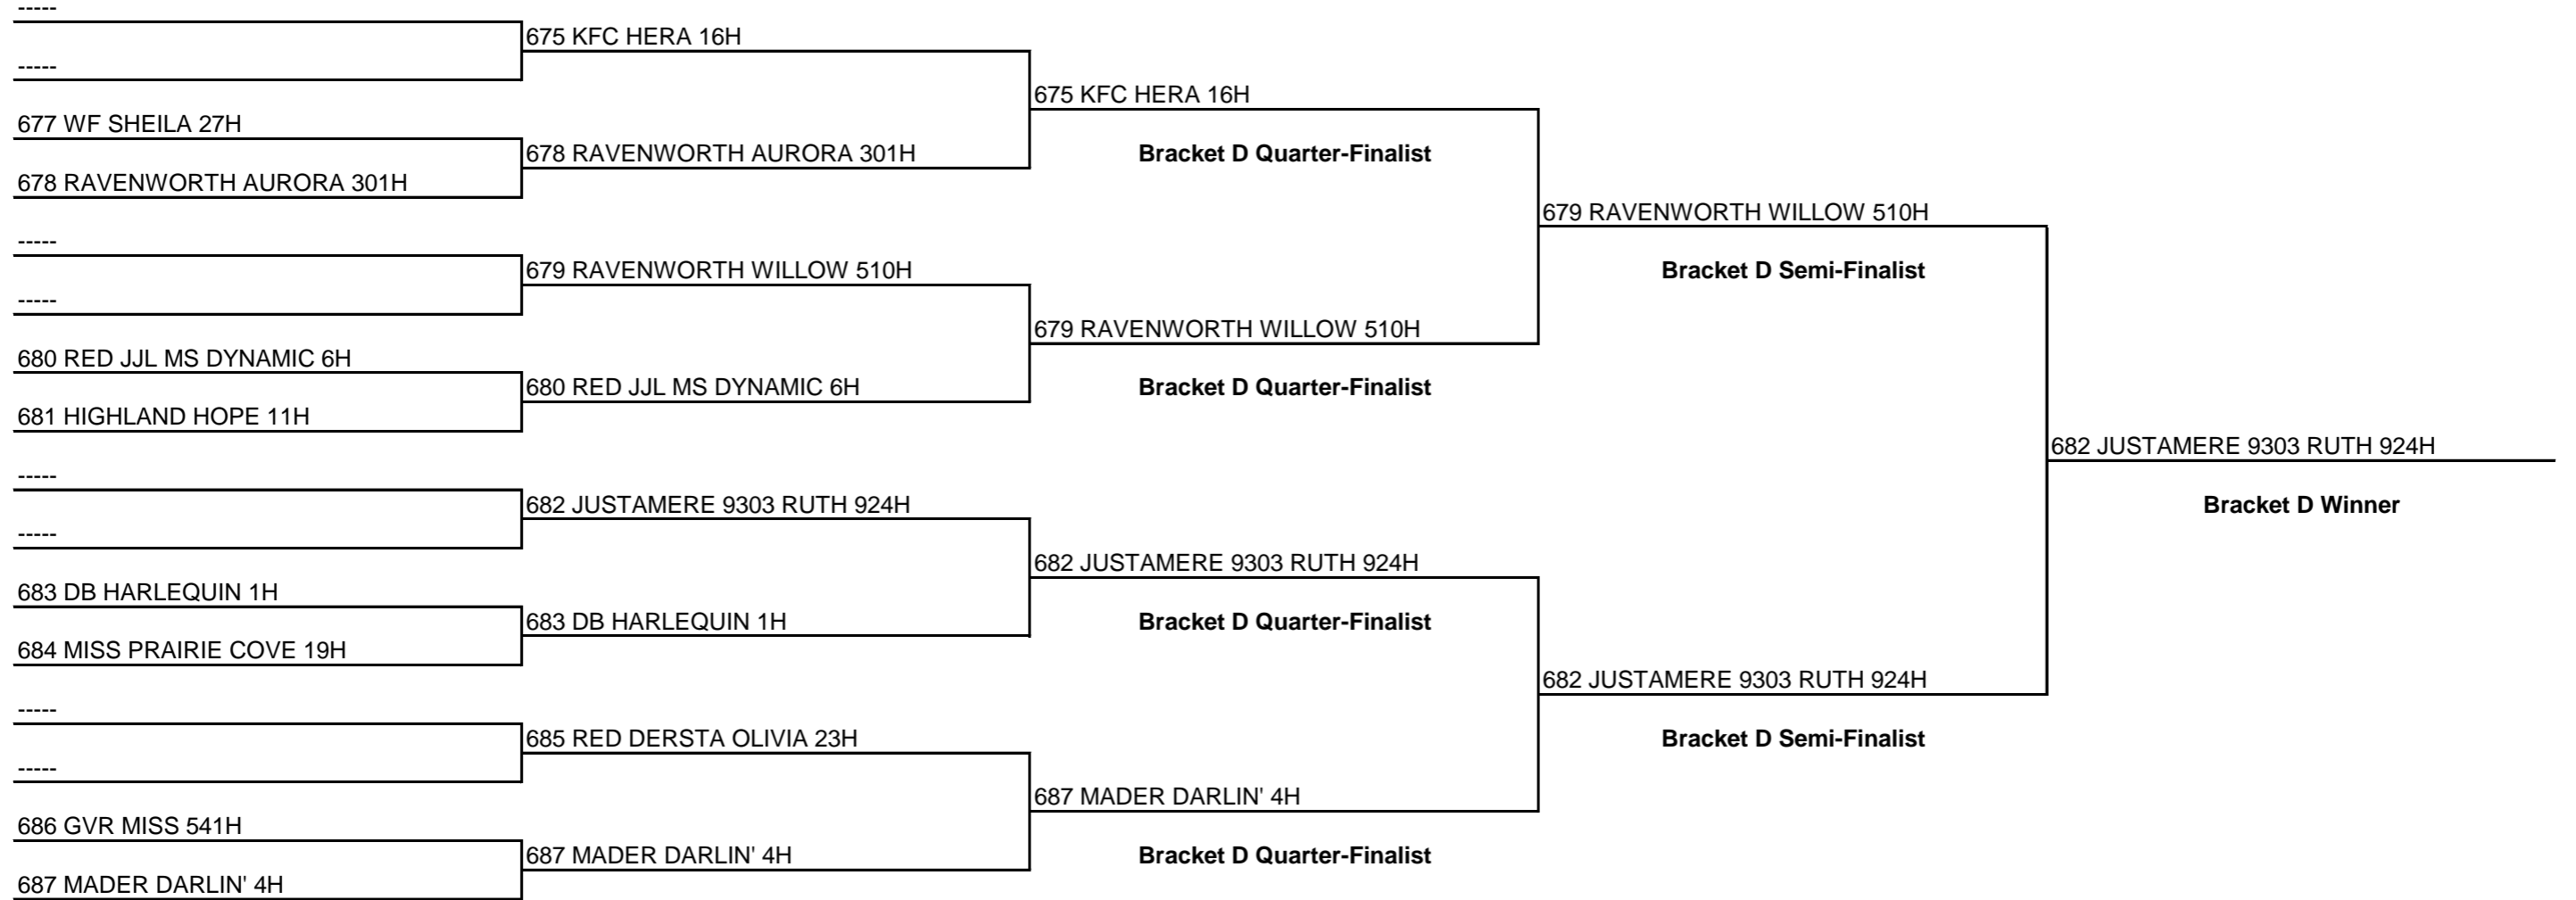 -----
675 KFC HERA 16H
-----
675 KFC HERA 16H
677 WF SHEILA 27H
678 RAVENWORTH AURORA 301H
Bracket D Quarter-Finalist
678 RAVENWORTH AURORA 301H
679 RAVENWORTH WILLOW 510H
-----
679 RAVENWORTH WILLOW 510H
Bracket D Semi-Finalist
-----
679 RAVENWORTH WILLOW 510H
680 RED JJL MS DYNAMIC 6H
680 RED JJL MS DYNAMIC 6H
Bracket D Quarter-Finalist
681 HIGHLAND HOPE 11H
682 JUSTAMERE 9303 RUTH 924H
-----
682 JUSTAMERE 9303 RUTH 924H
Bracket D Winner
-----
682 JUSTAMERE 9303 RUTH 924H
683 DB HARLEQUIN 1H
683 DB HARLEQUIN 1H
Bracket D Quarter-Finalist
684 MISS PRAIRIE COVE 19H
682 JUSTAMERE 9303 RUTH 924H
-----
685 RED DERSTA OLIVIA 23H
Bracket D Semi-Finalist
-----
687 MADER DARLIN' 4H
686 GVR MISS 541H
687 MADER DARLIN' 4H
Bracket D Quarter-Finalist
687 MADER DARLIN' 4H